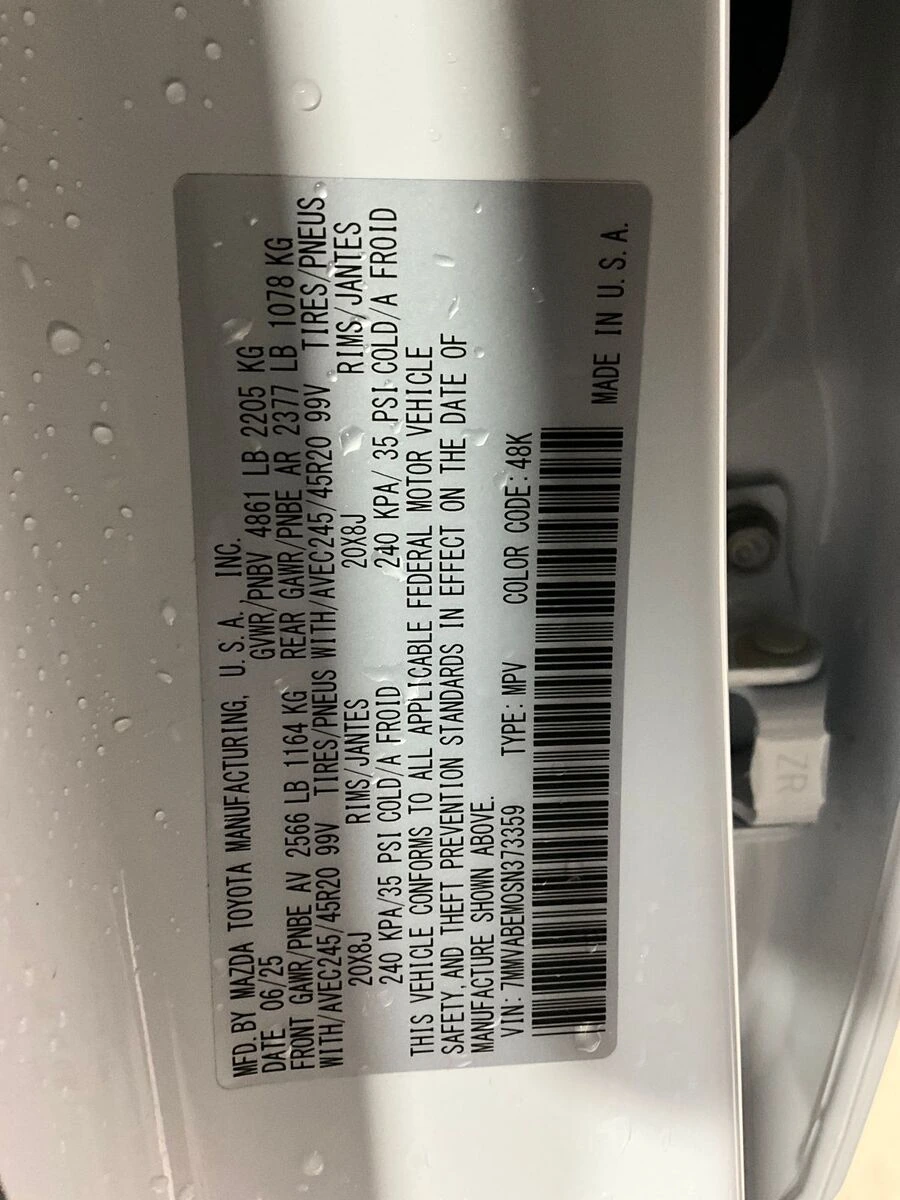 MFD. BY MAZDA TOYOTA MANUFACTURING, U.S.A. INC.
DATE 06/25 GVWR/PNBV 4861 LB 2205 KG
FRONT GAWR/PNBE AV 2566 LB 1164 KG REAR GAWR/PNBE AR 2377 LB 1078 KG
WITH/AVEC245/45R20 99V TIRES/PNEUS WITH/AVEC245/45R20 99V TIRES/PNEUS
20X8J RIMS/JANTES 20X8J RIMS/JANTES
240 KPA/35 PSI COLD/A FROID 240 KPA/ 35 PSI COLD/A FROID
THIS VEHICLE CONFORMS TO ALL APPLICABLE FEDERAL MOTOR VEHICLE
SAFETY, AND THEFT PREVENTION STANDARDS IN EFFECT ON THE DATE OF
MANUFACTURE SHOWN ABOVE.
VIN: 7MMVABEM0SN373359 TYPE: MPV COLOR CODE: 48K
MADE IN U.S.A.
ZR